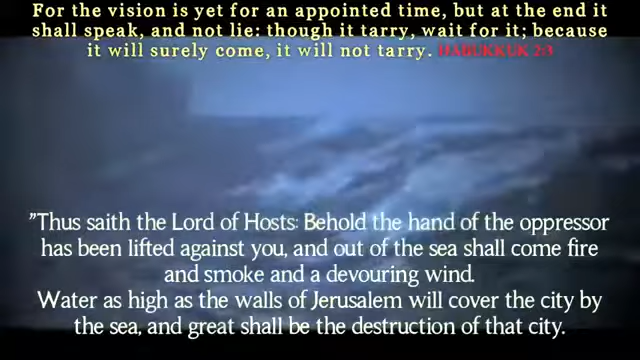 For the vision is yet for an appointed time, but at the end it
shall speak, and not lie: though it tarry, wait for it; because
it will surely come, it will not tarry. HABUKKUK 2:3
"Thus saith the Lord of Hosts: Behold the hand of the oppressor
has been lifted against you, and out of the sea shall come fire
and smoke and a devouring wind.
Water as high as the walls of Jerusalem will cover the city by
the sea, and great shall be the destruction of that city.